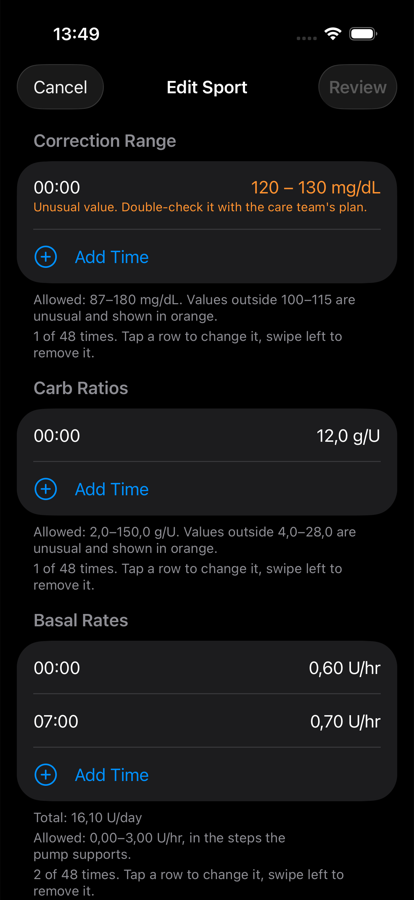 13:49
Cancel
Edit Sport
Review
Correction Range
00:00 120 – 130 mg/dL
Unusual value. Double-check it with the care team's plan.
Add Time
Allowed: 87–180 mg/dL. Values outside 100–115 are
unusual and shown in orange.
1 of 48 times. Tap a row to change it, swipe left to
remove it.
Carb Ratios
00:00 12,0 g/U
Add Time
Allowed: 2,0–150,0 g/U. Values outside 4,0–28,0 are
unusual and shown in orange.
1 of 48 times. Tap a row to change it, swipe left to
remove it.
Basal Rates
00:00 0,60 U/hr
07:00 0,70 U/hr
Add Time
Total: 16,10 U/day
Allowed: 0,00–3,00 U/hr, in the steps the
pump supports.
2 of 48 times. Tap a row to change it, swipe left to
remove it.